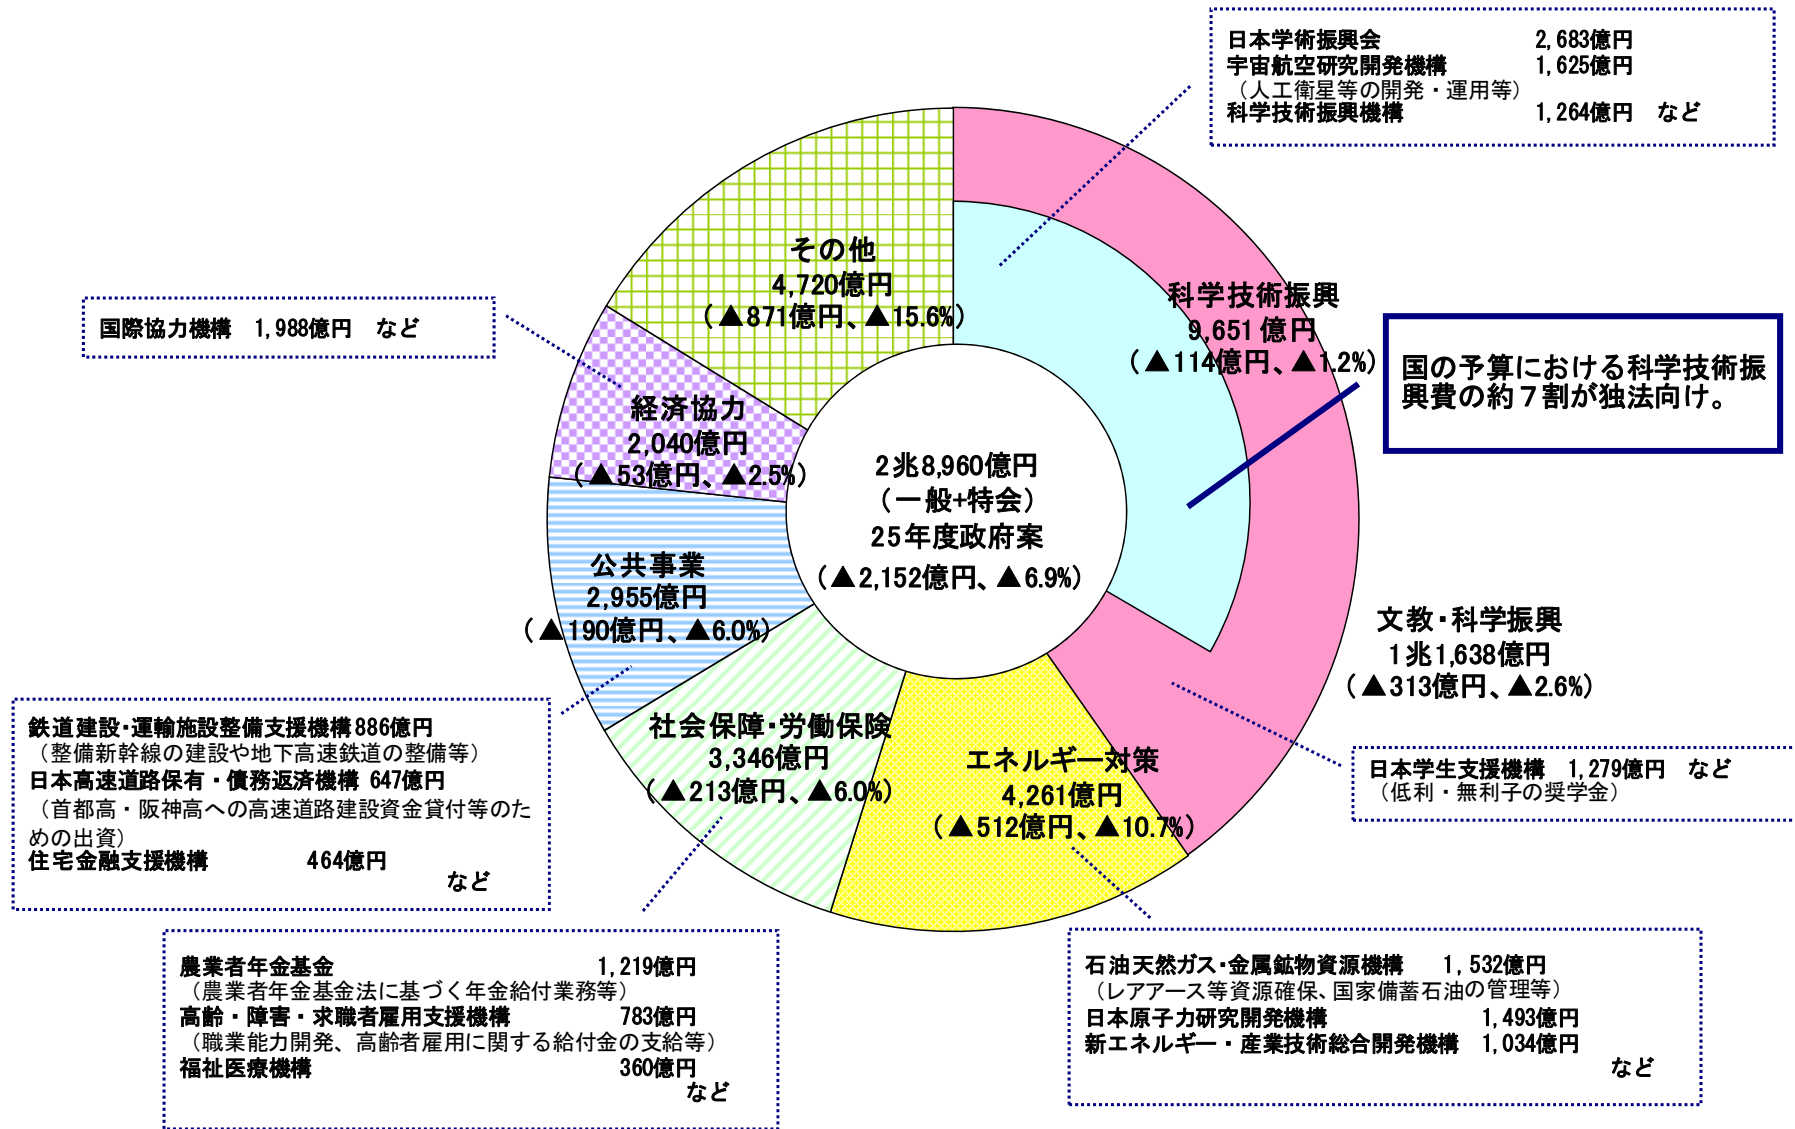 日本学術振興会 2,683億円
宇宙航空研究開発機構 1,625億円
（人工衛星等の開発・運用等）
科学技術振興機構 1,264億円 など
その他
4,720億円
（▲871億円、▲15.6%）
科学技術振興
9,651億円
（▲114億円、▲1.2%）
国際協力機構 1,988億円 など
国の予算における科学技術振
興費の約７割が独法向け。
経済協力
2,040億円
（▲53億円、▲2.5%）
2兆8,960億円
（一般+特会）
25年度政府案
（▲2,152億円、▲6.9%）
公共事業
2,955億円
（▲190億円、▲6.0%）
文教・科学振興
1兆1,638億円
（▲313億円、▲2.6%）
鉄道建設・運輸施設整備支援機構 886億円
（整備新幹線の建設や地下高速鉄道の整備等）
日本高速道路保有・債務返済機構 647億円
（首都高・阪神高への高速道路建設資金貸付等のた
めの出資）
住宅金融支援機構 464億円
など
社会保障・労働保険
3,346億円
（▲213億円、▲6.0%）
エネルギー対策
4,261億円
（▲512億円、▲10.7%）
日本学生支援機構 1,279億円 など
（低利・無利子の奨学金）
農業者年金基金 1,219億円
（農業者年金基金法に基づく年金給付業務等）
高齢・障害・求職者雇用支援機構 783億円
（職業能力開発、高齢者雇用に関する給付金の支給等）
福祉医療機構 360億円
など
石油天然ガス・金属鉱物資源機構 1,532億円
（レアアース等資源確保、国家備蓄石油の管理等）
日本原子力研究開発機構 1,493億円
新エネルギー・産業技術総合開発機構 1,034億円
など